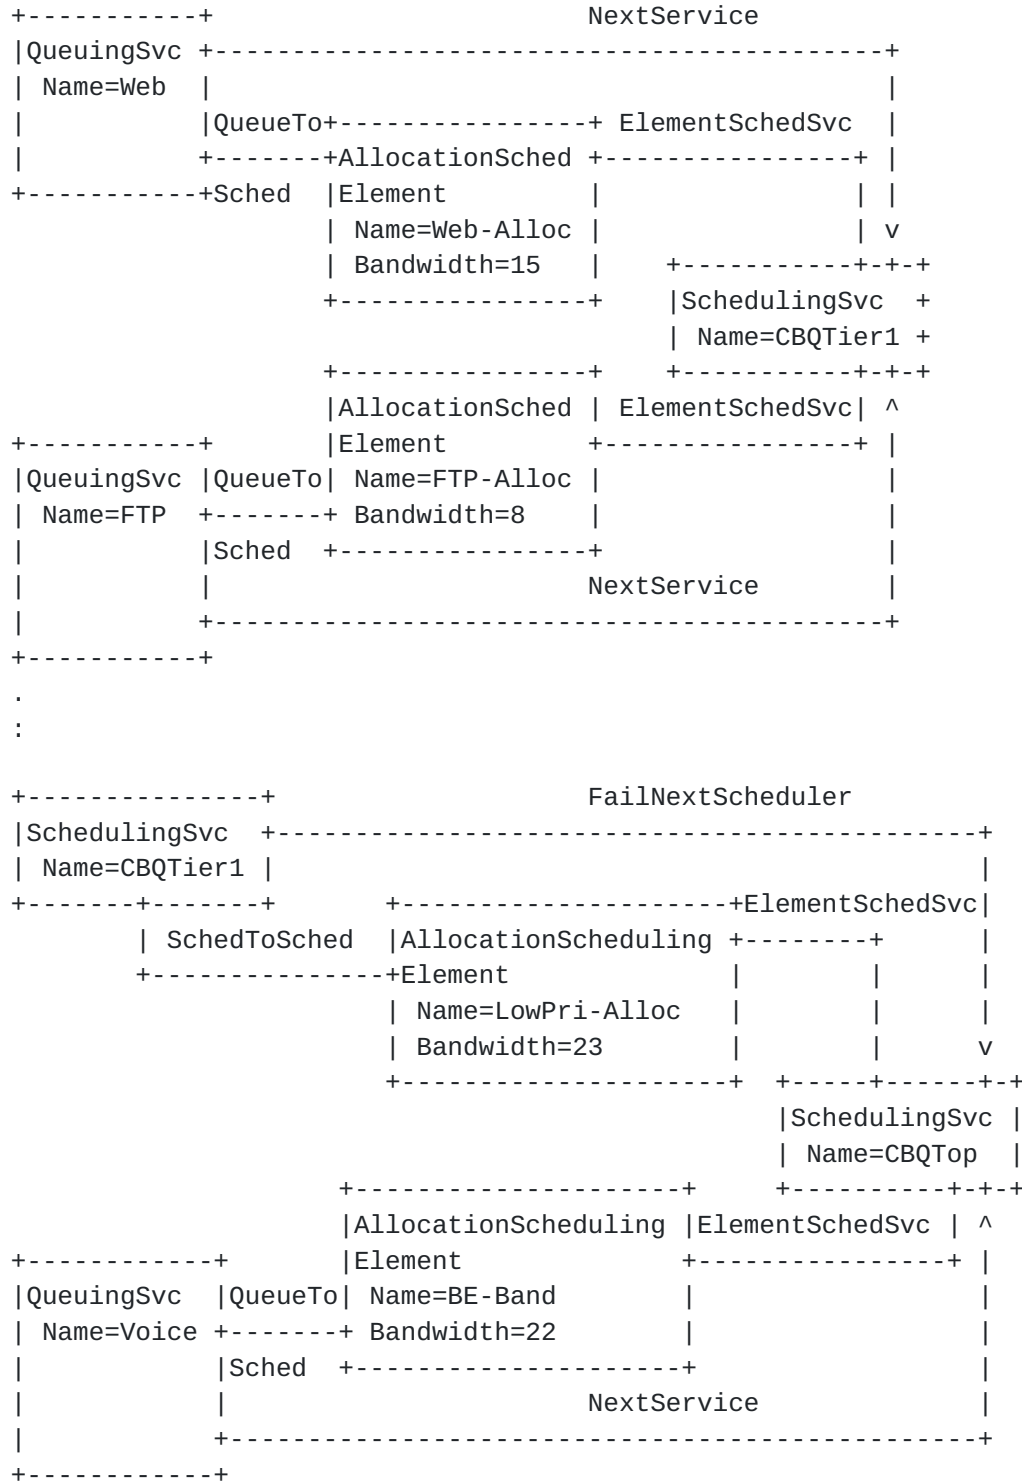 +-----------+                        NextService
|QueuingSvc +-------------------------------------------+
| Name=Web  |                                           |
|           |QueueTo+----------------+ ElementSchedSvc  |
|           +-------+AllocationSched +----------------+ |
+-----------+Sched  |Element         |                | |
                    | Name=Web-Alloc |                | v
                    | Bandwidth=15   |    +-----------+-+-+
                    +----------------+    |SchedulingSvc  +
                                          | Name=CBQTier1 +
                    +----------------+    +-----------+-+-+
                    |AllocationSched | ElementSchedSvc| ^
+-----------+       |Element         +----------------+ |
|QueuingSvc |QueueTo| Name=FTP-Alloc |                  |
| Name=FTP  +-------+ Bandwidth=8    |                  |
|           |Sched  +----------------+                  |
|           |                        NextService        |
|           +-------------------------------------------+
+-----------+
.
:

+---------------+                    FailNextScheduler
|SchedulingSvc  +---------------------------------------------+
| Name=CBQTier1 |                                             |
+-------+-------+       +---------------------+ElementSchedSvc|
        | SchedToSched  |AllocationScheduling +--------+      |
        +---------------+Element              |        |      |
                        | Name=LowPri-Alloc   |        |      |
                        | Bandwidth=23        |        |      v
                        +---------------------+  +-----+------+-+
                                                 |SchedulingSvc |
                                                 | Name=CBQTop  |
                     +---------------------+     +----------+-+-+
                     |AllocationScheduling |ElementSchedSvc | ^
+------------+       |Element              +----------------+ |
|QueuingSvc  |QueueTo| Name=BE-Band        |                  |
| Name=Voice +-------+ Bandwidth=22        |                  |
|            |Sched  +---------------------+                  |
|            |                       NextService              |
|            +------------------------------------------------+
+------------+